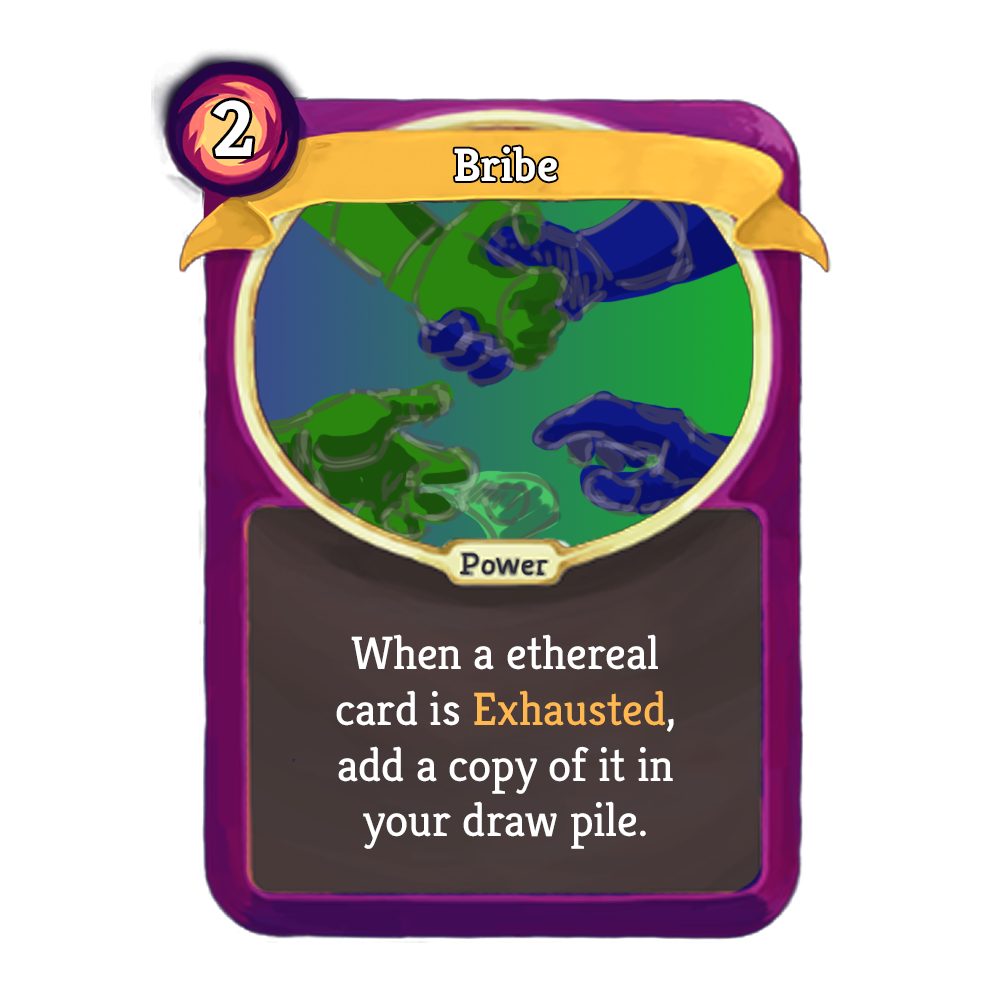 2
Bribe
Power
When a ethereal
card is Exhausted,
add a copy of it in
your draw pile.